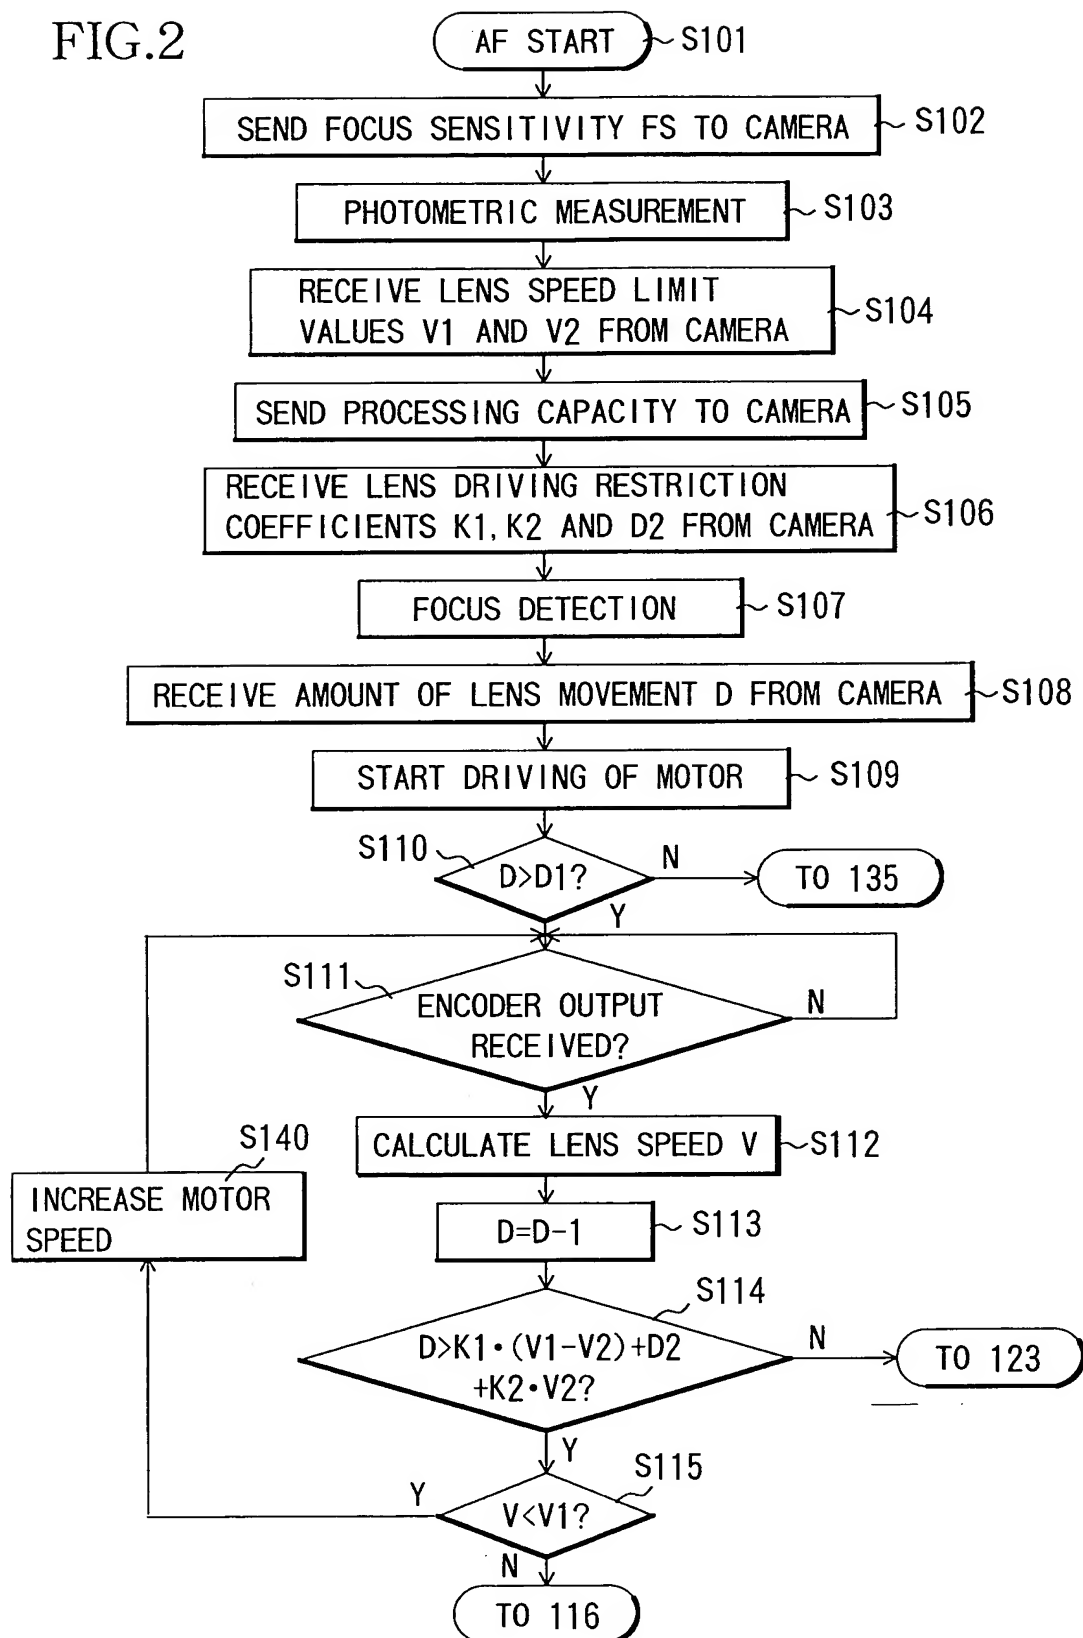 FIG.2
AF START
S101
SEND FOCUS SENSITIVITY FS TO CAMERA
S102
PHOTOMETRIC MEASUREMENT
S103
RECEIVE LENS SPEED LIMIT
VALUES V1 AND V2 FROM CAMERA
S104
SEND PROCESSING CAPACITY TO CAMERA
S105
RECEIVE LENS DRIVING RESTRICTION
COEFFICIENTS K1, K2 AND D2 FROM CAMERA
S106
FOCUS DETECTION
S107
RECEIVE AMOUNT OF LENS MOVEMENT D FROM CAMERA
S108
START DRIVING OF MOTOR
S109
S110
D>D1?
N
TO 135
Y
S111
ENCODER OUTPUT
RECEIVED?
N
Y
CALCULATE LENS SPEED V
S112
S140
INCREASE MOTOR
SPEED
D=D-1
S113
S114
D>K1·(V1-V2)+D2
+K2·V2?
N
TO 123
Y
S115
V<V1?
Y
N
TO 116